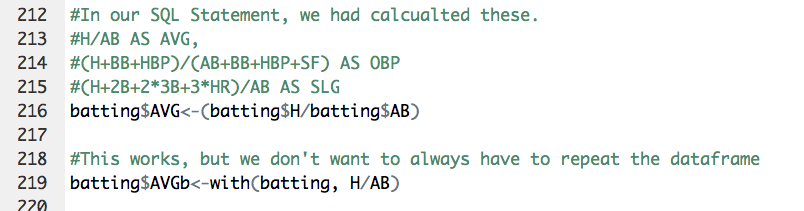 212 #In our SQL Statement, we had calcualted these.
213 #H/AB AS AVG,
214 #(H+BB+HBP)/(AB+BB+HBP+SF) AS OBP
215 #(H+2B+2*3B+3*HR)/AB AS SLG
216 batting$AVG<-(batting$H/batting$AB)
217
218 #This works, but we don't want to always have to repeat the dataframe
219 batting$AVGb<-with(batting, H/AB)
220